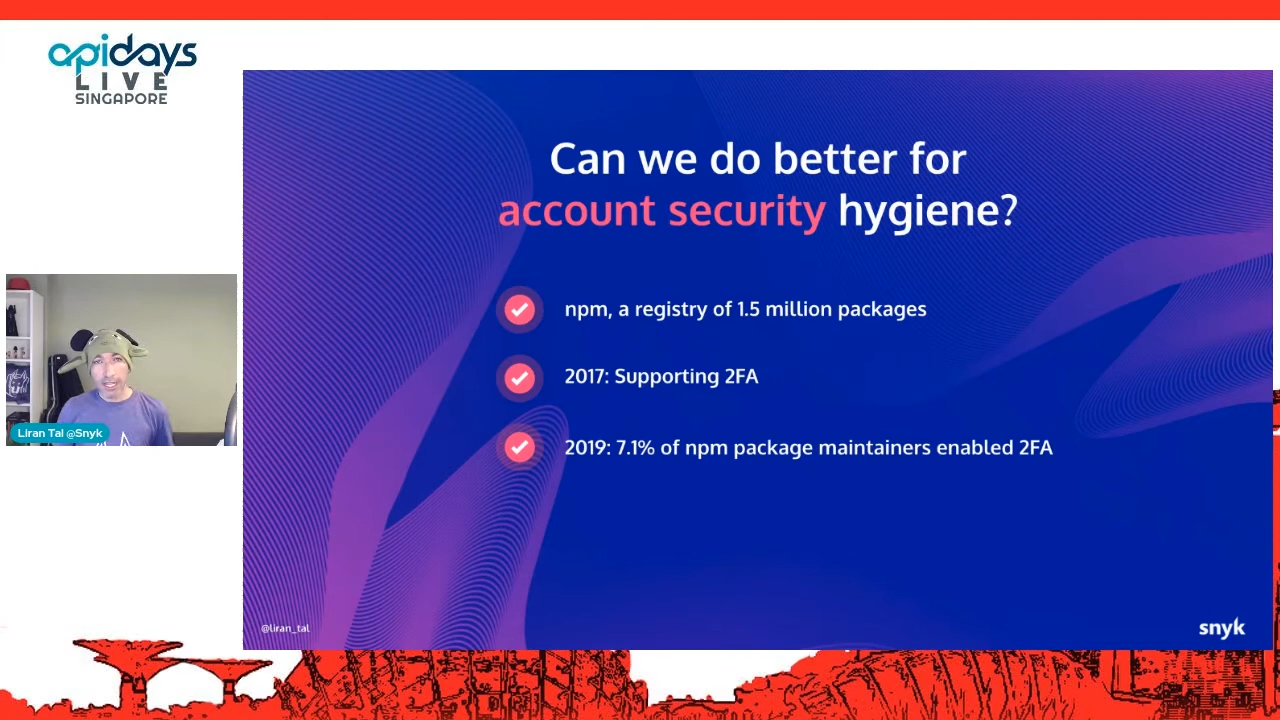 apidays
LIVE
SINGAPORE
Can we do better for
account security hygiene?
npm, a registry of 1.5 million packages
2017: Supporting 2FA
2019: 7.1% of npm package maintainers enabled 2FA
Liran Tal @Snyk
@liran_tal
snyk